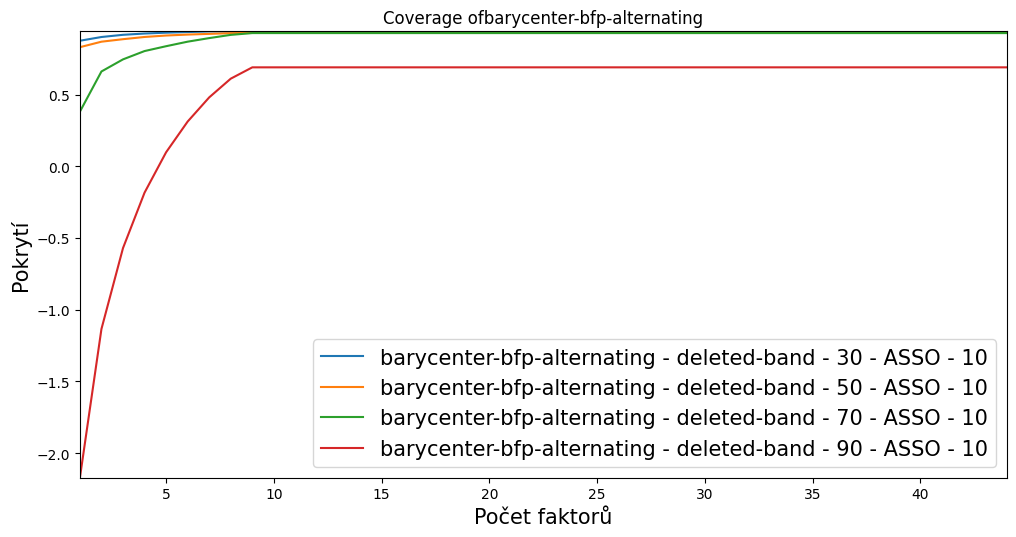 Coverage ofbarycenter-bfp-alternating
Pokrytí
0.5
0.0
−0.5
−1.0
−1.5
−2.0
barycenter-bfp-alternating - deleted-band - 30 - ASSO - 10
barycenter-bfp-alternating - deleted-band - 50 - ASSO - 10
barycenter-bfp-alternating - deleted-band - 70 - ASSO - 10
barycenter-bfp-alternating - deleted-band - 90 - ASSO - 10
5 10 15 20 25 30 35 40
Počet faktorů